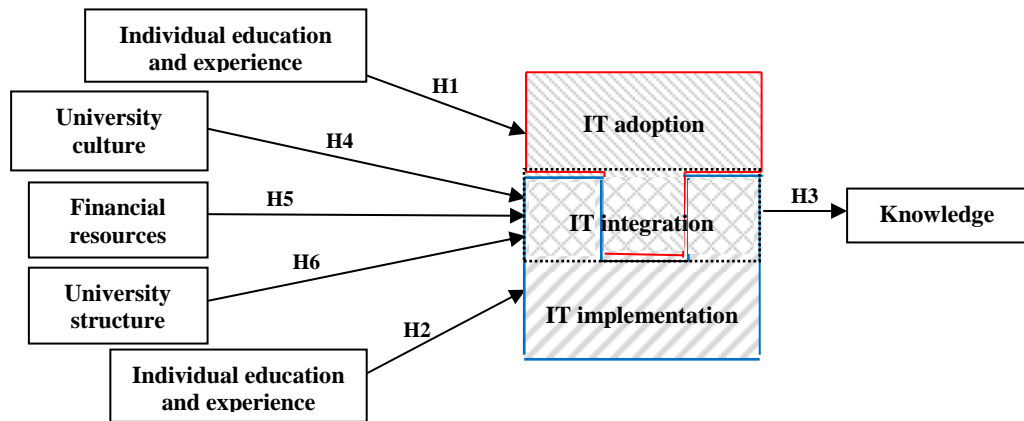 Individual education
and experience
H1
University
culture
H4
IT adoption
Financial
resources
H5
IT integration
H3
Knowledge
H6
University
structure
H2
IT implementation
Individual education
and experience